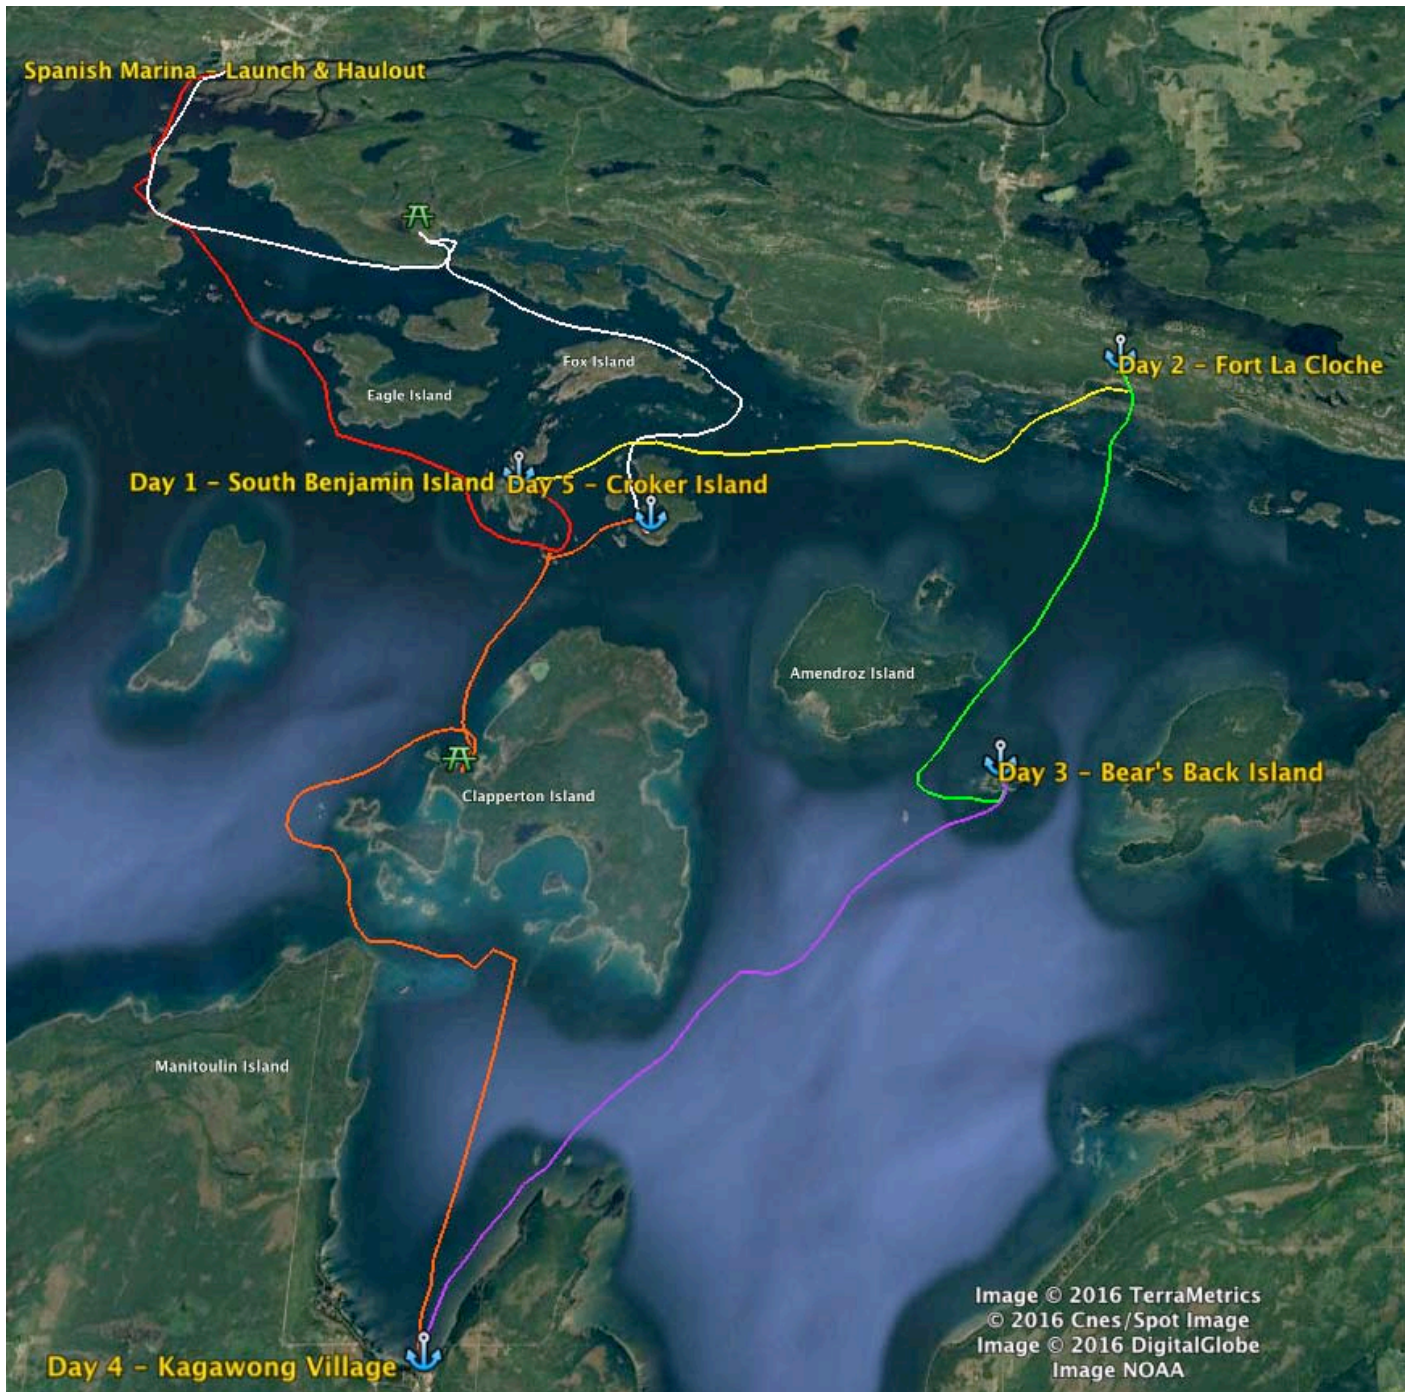 Spanish Marina - Launch & Haulout
Fox Island
Day 2 - Fort La Cloche
Eagle Island
Day 1 - South Benjamin Island
Day 5 - Croker Island
Amendroz Island
Day 3 - Bear's Back Island
Clapperton Island
Manitoulin Island
Image © 2016 TerraMetrics
© 2016 Cnes/Spot Image
Image © 2016 DigitalGlobe
Image NOAA
Day 4 - Kagawong Village